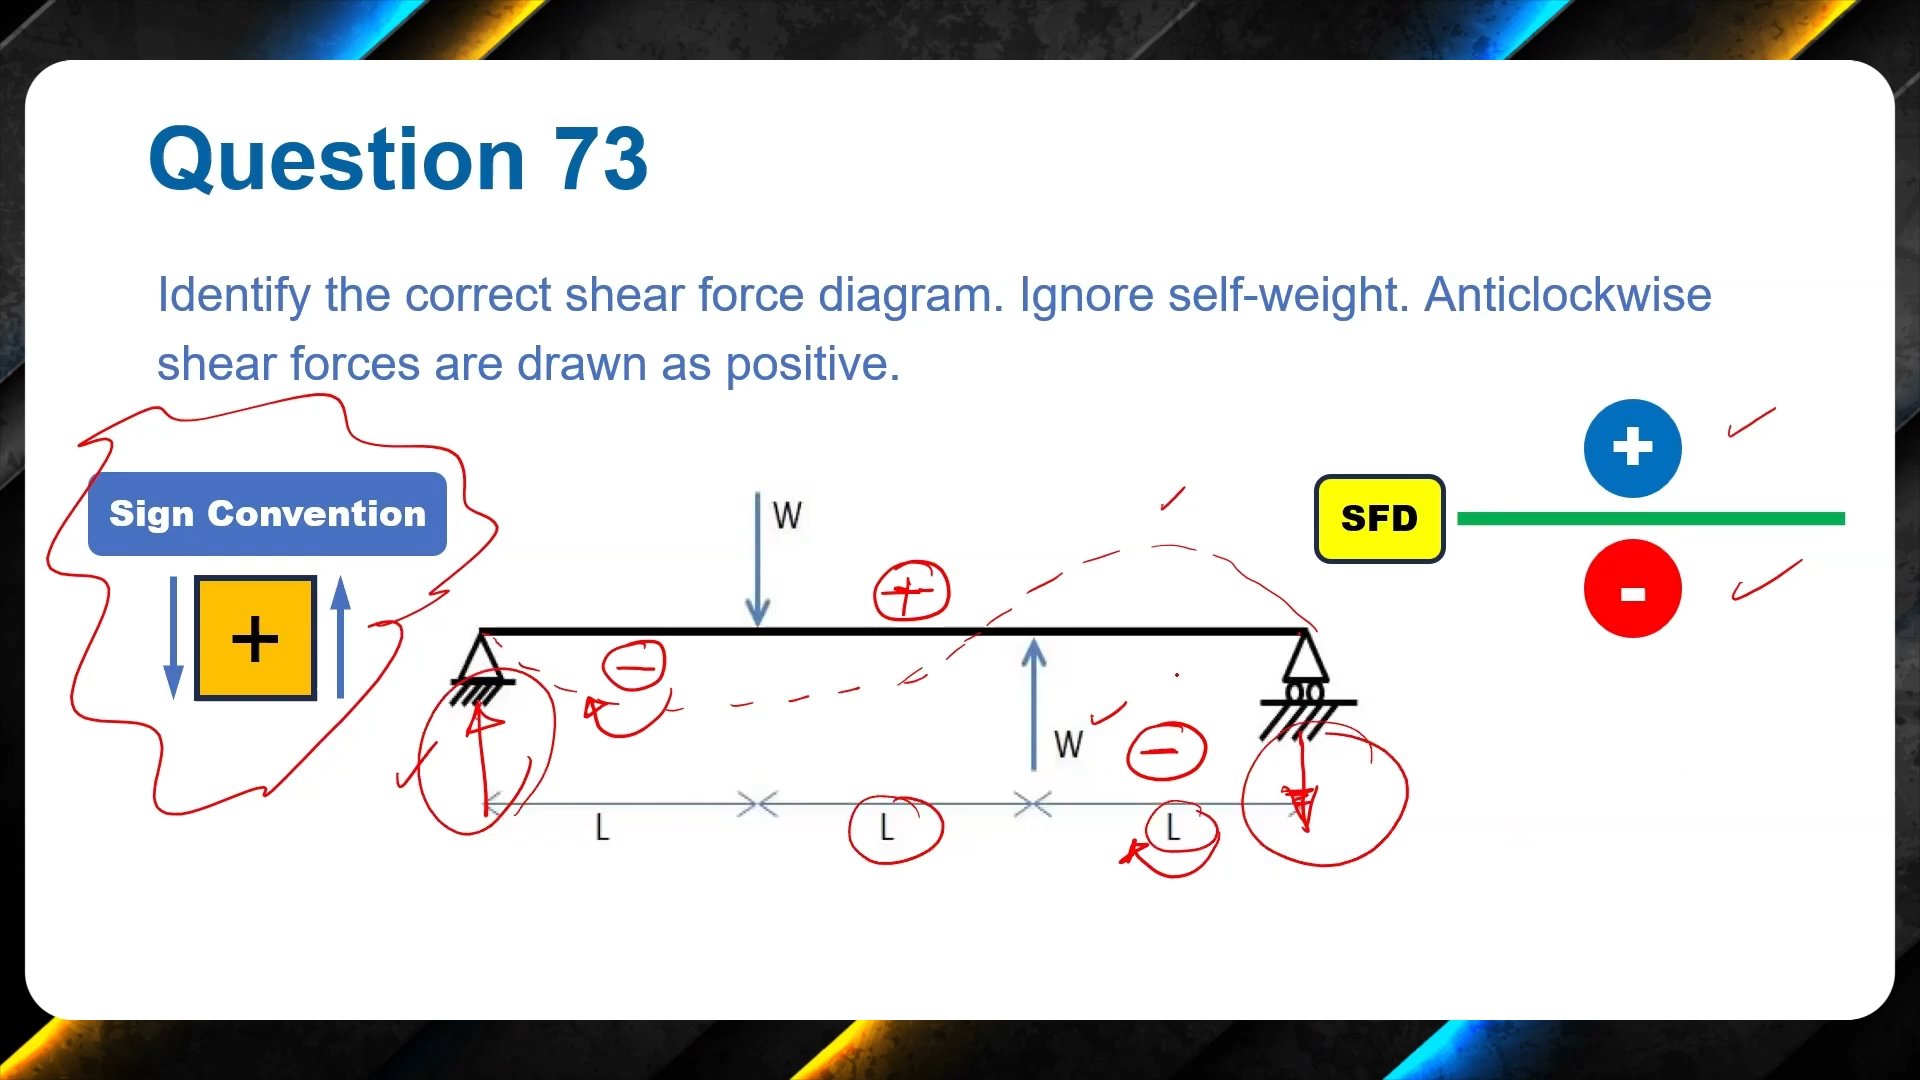 Question 73
Identify the correct shear force diagram. Ignore self-weight. Anticlockwise
shear forces are drawn as positive.
Sign Convention
+
W
+
-
SFD
+
-
W
-
L
L
L